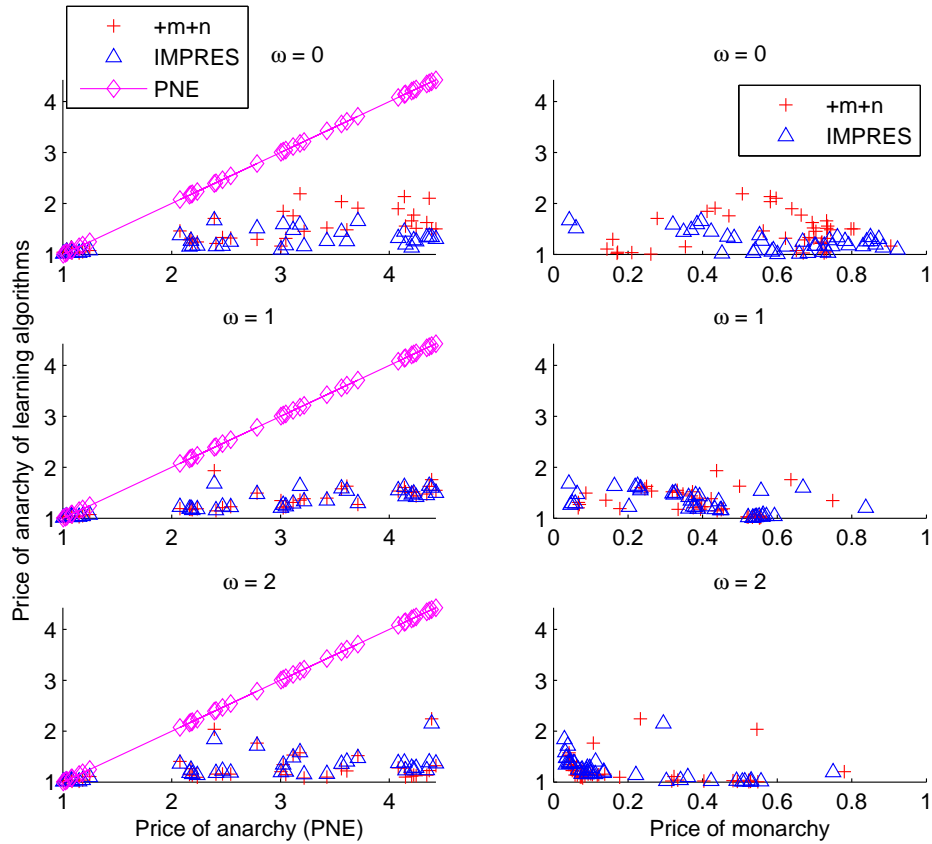 +m+n
IMPRES
PNE
ω = 0
4
3
2
1
1 2 3 4
ω = 0
+m+n
IMPRES
4
3
2
1
0 0.2 0.4 0.6 0.8 1
Price of anarchy of learning algorithms
ω = 1
4
3
2
1
1 2 3 4
ω = 1
4
3
2
1
0 0.2 0.4 0.6 0.8 1
ω = 2
4
3
2
1
1 2 3 4
Price of anarchy (PNE)
ω = 2
4
3
2
1
0 0.2 0.4 0.6 0.8 1
Price of monarchy